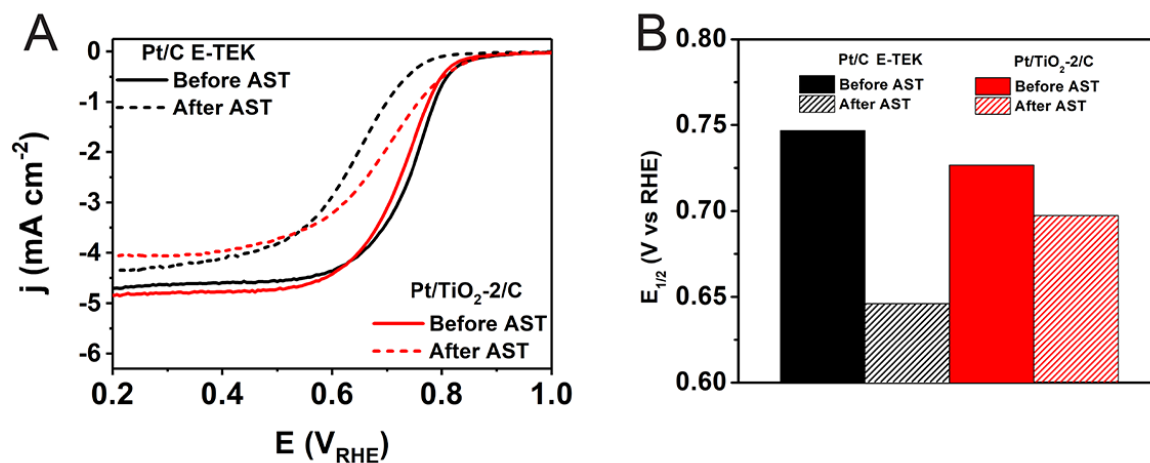 A
Pt/C E-TEK
Before AST
After AST
Pt/TiO2-2/C
Before AST
After AST
0
-1
-2
-3
-4
-5
-6
j (mA cm-2)
0.2 0.4 0.6 0.8 1.0
E (VRHE)
B
Pt/C E-TEK
Before AST
After AST
Pt/TiO2-2/C
Before AST
After AST
0.80
0.75
0.70
0.65
0.60
E1/2 (V vs RHE)